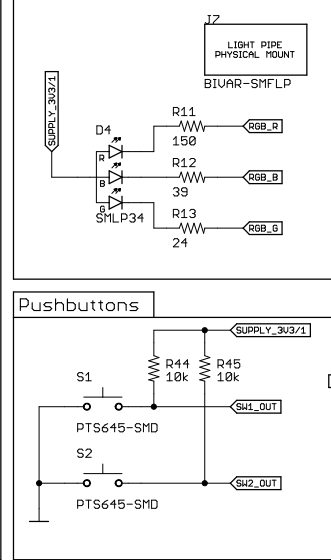 J7
LIGHT PIPE
PHYSICAL MOUNT
BIVAR-SMFLP
SUPPLY_3V3/1
D4
R
B
G
SMLP34
R11
150
RGB_R
R12
39
RGB_B
R13
24
RGB_G
Pushbuttons
SUPPLY_3V3/1
R44
10k
R45
10k
S1
SW1_OUT
PTS645-SMD
S2
SW2_OUT
PTS645-SMD